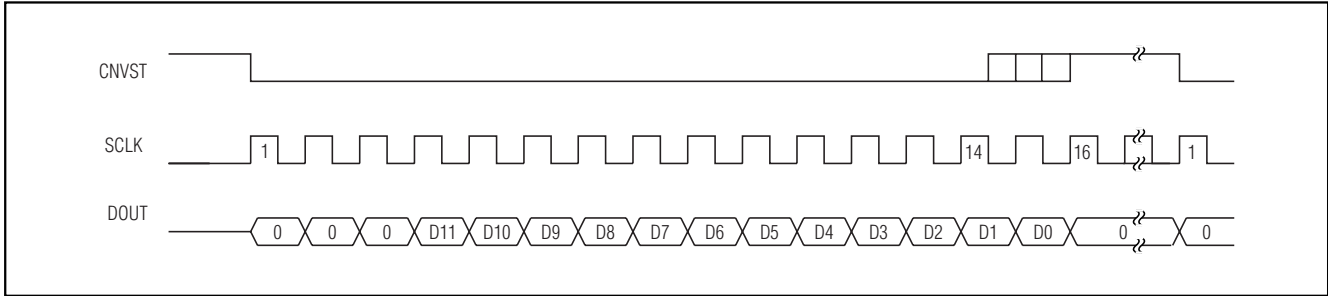 CNVST
SCLK 1 14 16 1
DOUT 0 0 0 D11 D10 D9 D8 D7 D6 D5 D4 D3 D2 D1 D0 0 0